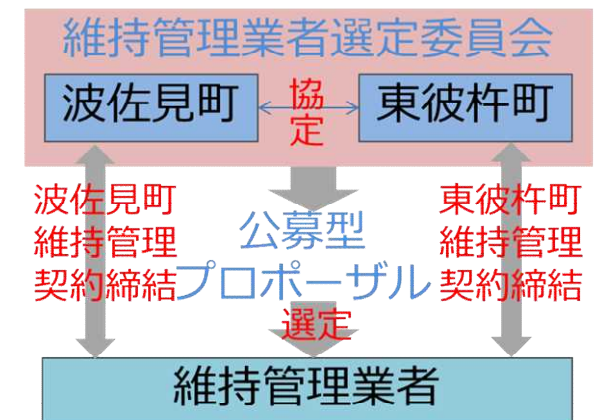 維持管理業者選定委員会
波佐見町
協
定
東彼杵町
波佐見町
維持管理
契約締結
公募型
プロポーザル
選定
東彼杵町
維持管理
契約締結
維持管理業者